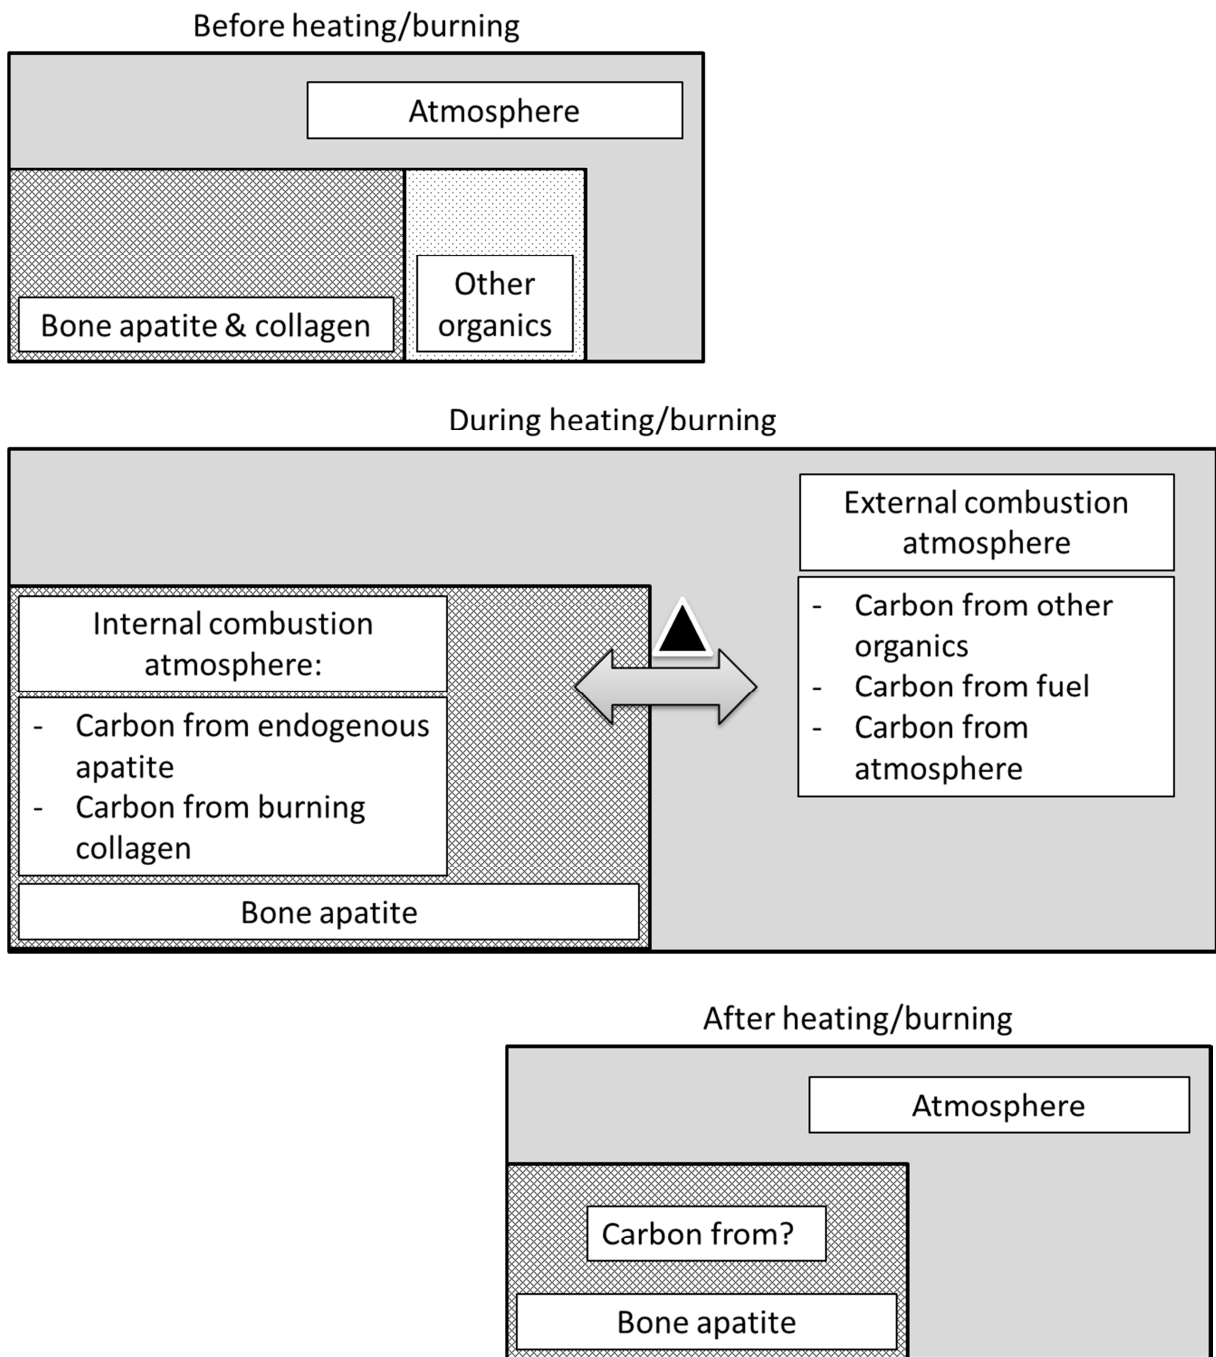 Before heating/burning
Atmosphere
Other
organics
Bone apatite & collagen
During heating/burning
External combustion
atmosphere
- Carbon from other
organics
- Carbon from fuel
- Carbon from
atmosphere
Internal combustion
atmosphere:
- Carbon from endogenous
apatite
- Carbon from burning
collagen
Bone apatite
After heating/burning
Atmosphere
Carbon from?
Bone apatite